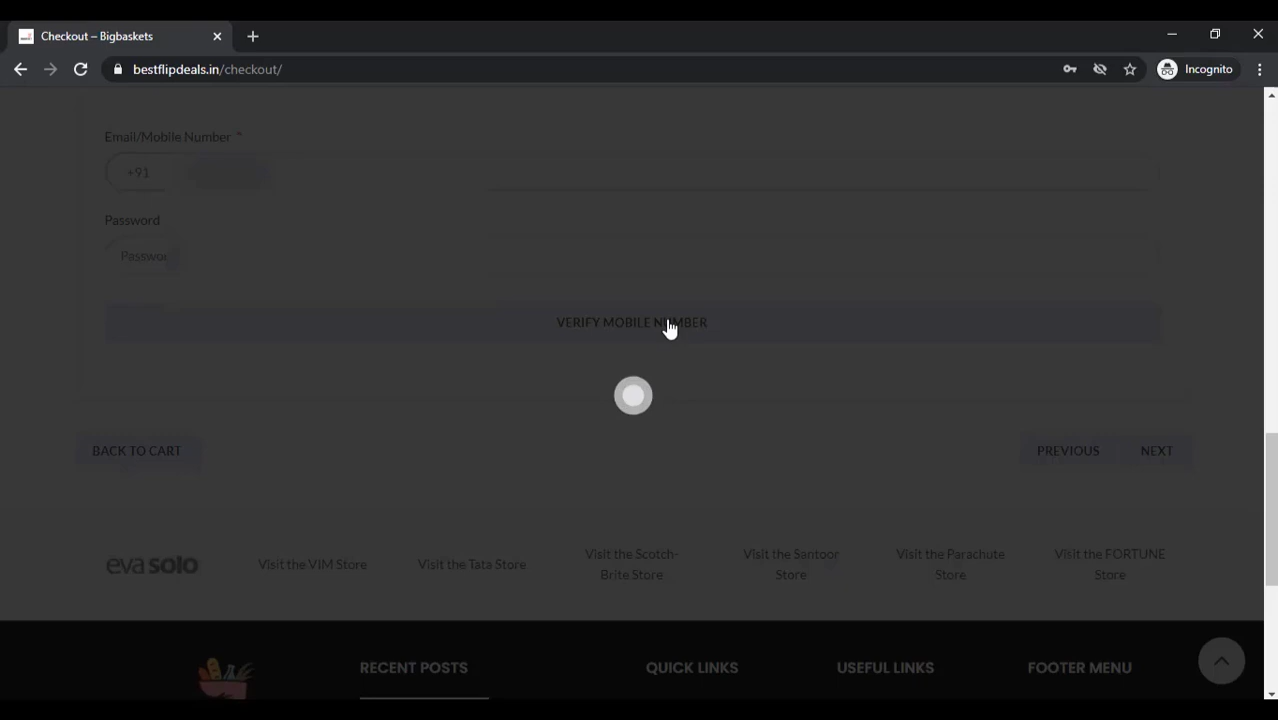 Checkout – Bigbaskets
bestflipdeals.in/checkout/
Incognito
Email/Mobile Number *
+91
Password
VERIFY MOBILE NUMBER
BACK TO CART
PREVIOUS
NEXT
eva solo
Visit the VIM Store
Visit the Tata Store
Visit the Scotch-
Brite Store
Visit the Santoor
Store
Visit the Parachute
Store
Visit the FORTUNE
Store
RECENT POSTS
QUICK LINKS
USEFUL LINKS
FOOTER MENU